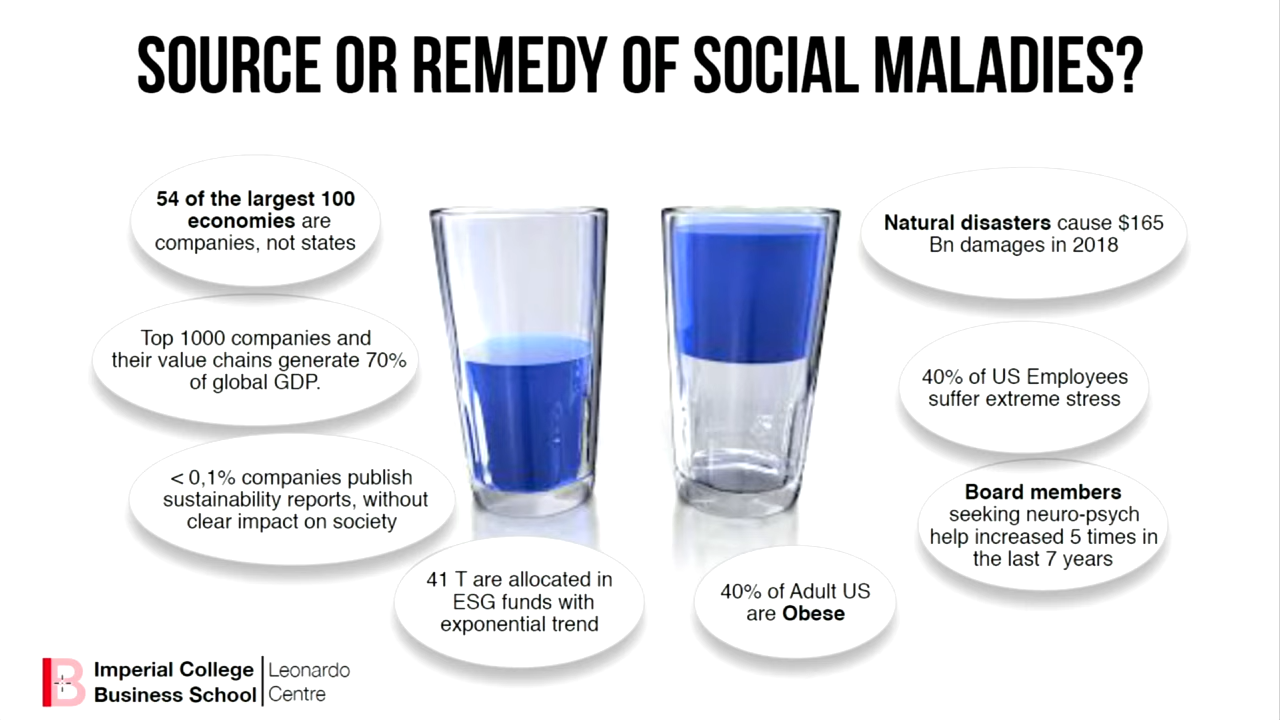 SOURCE OR REMEDY OF SOCIAL MALADIES?
54 of the largest 100
economies are
companies, not states
Top 1000 companies and
their value chains generate 70%
of global GDP.
< 0,1% companies publish
sustainability reports, without
clear impact on society
41 T are allocated in
ESG funds with
exponential trend
Natural disasters cause $165
Bn damages in 2018
40% of US Employees
suffer extreme stress
Board members
seeking neuro-psych
help increased 5 times in
the last 7 years
40% of Adult US
are Obese
Imperial College
Business School
Leonardo
Centre